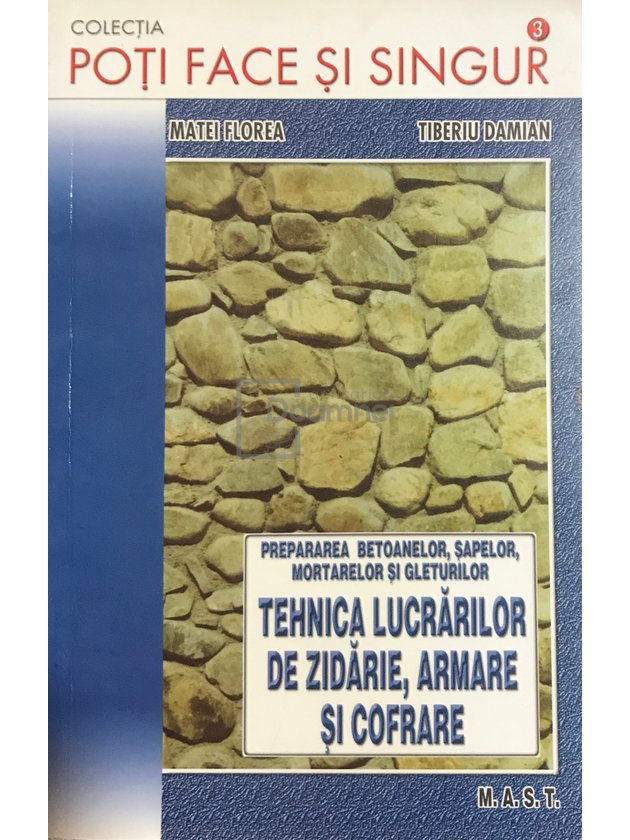 COLECȚIA
3
POȚI FACE ȘI SINGUR
MATEI FLOREA
TIBERIU DAMIAN
PREPARAREA BETOANELOR, ȘAPELOR,
MORTARELOR ȘI GLETURILOR
TEHNICA LUCRĂRILOR
DE ZIDĂRIE, ARMARE
ȘI COFRARE
M.A.S.T.